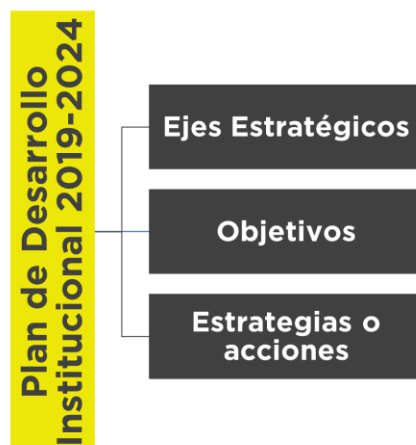 Plan de Desarrollo
Institucional 2019-2024
Ejes Estratégicos
Objetivos
Estrategias o
acciones